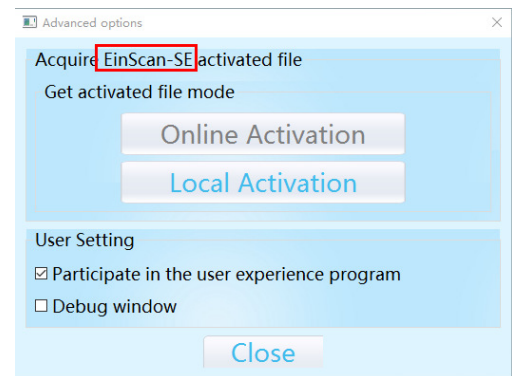 Advanced options
Acquire EinScan-SE activated file
Get activated file mode
Online Activation
Local Activation
User Setting
Participate in the user experience program
Debug window
Close